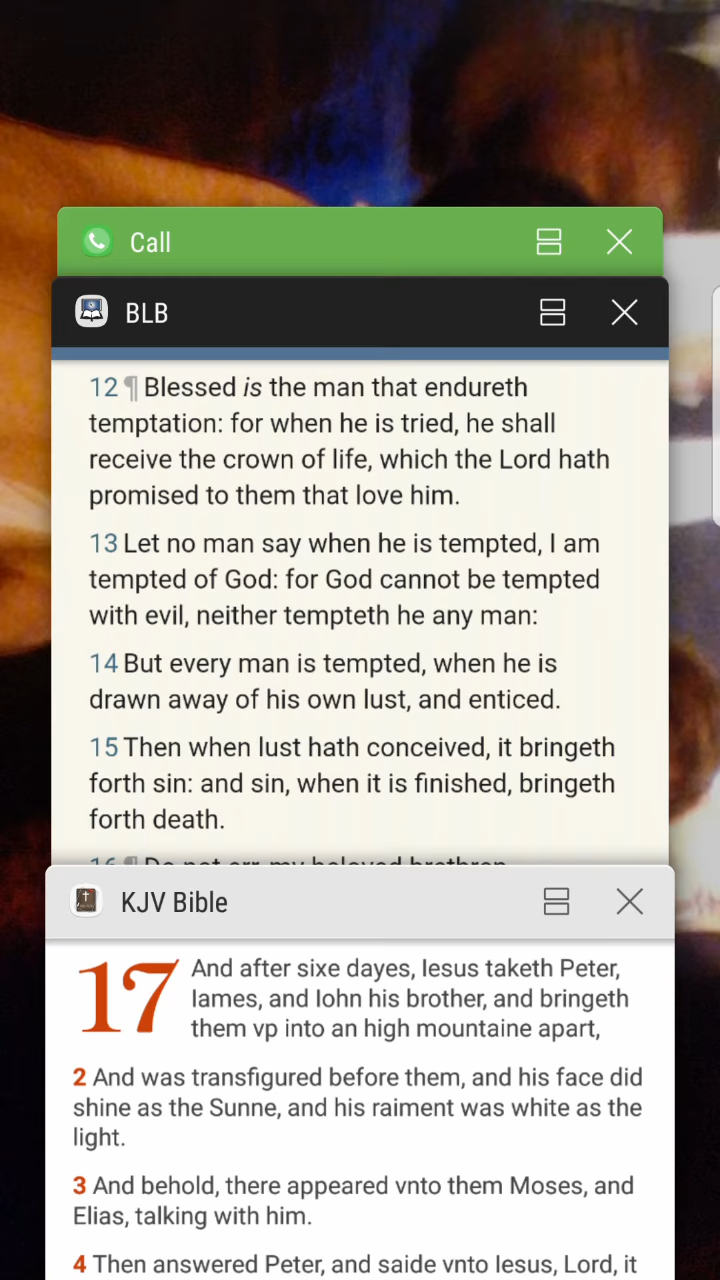 Call
BLB
12 ¶ Blessed is the man that endureth
temptation: for when he is tried, he shall
receive the crown of life, which the Lord hath
promised to them that love him.
13 Let no man say when he is tempted, I am
tempted of God: for God cannot be tempted
with evil, neither tempteth he any man:
14 But every man is tempted, when he is
drawn away of his own lust, and enticed.
15 Then when lust hath conceived, it bringeth
forth sin: and sin, when it is finished, bringeth
forth death.
16 ¶ Do not err, my beloved brethren.
KJV Bible
17 And after sixe dayes, Iesus taketh Peter,
Iames, and Iohn his brother, and bringeth
them vp into an high mountaine apart,
2 And was transfigured before them, and his face did
shine as the Sunne, and his raiment was white as the
light.
3 And behold, there appeared vnto them Moses, and
Elias, talking with him.
4 Then answered Peter, and saide vnto Iesus, Lord, it